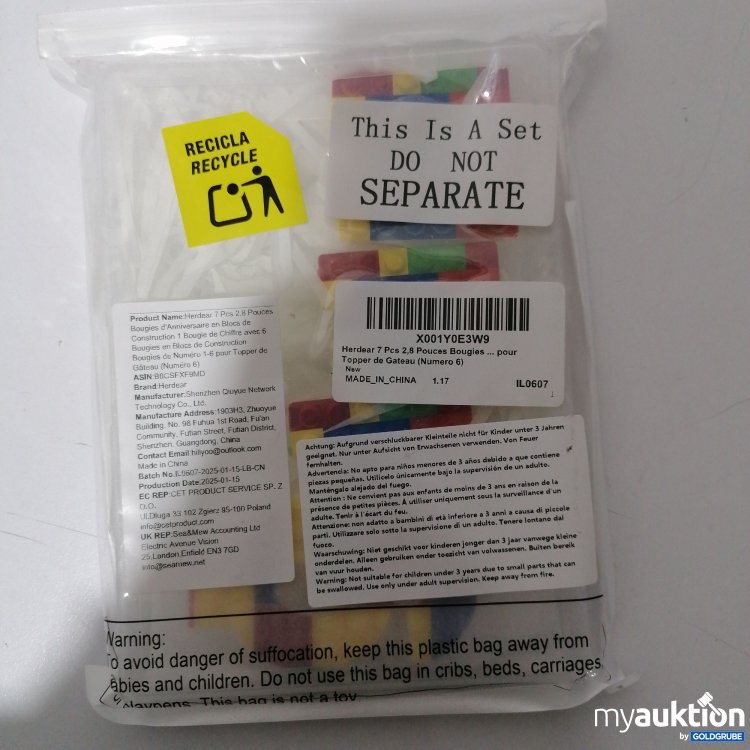 RECICLA
RECYCLE
This Is A Set
DO NOT
SEPARATE
X001Y0E3W9
Herdear 7 Pcs 2,8 Pouces Bougies ... pour
Topper de Gateau (Numero 6)
New
MADE_IN_CHINA 1.17 IL0607
Product Name:Herdear 7 Pcs 2,8 Pouces
Bougies d'Anniversaire en Blocs de
Construction 1 Bougie de Chiffre avec 6
Bougies en Blocs de Construction
Bougies de Numéro 1-6 pour Topper de
Gâteau (Numéro 6)
ASIN:B0CSFXF9MD
Brand:Herdear
Manufacturer:Shenzhen Qiuyue Network
Technology Co., Ltd.
Manufacture Address:1903H3, Zhuoyue
Building, No. 98 Fuhua 1st Road, Fu'an
Community, Futian Street, Futian District,
Shenzhen, Guangdong, China
Contact Email:hillyoo@outlook.com
Made in China
Batch No.IL0607-2025-01-15-LB-CN
Production Date:2025-01-15
EC REP:CET PRODUCT SERVICE SP. Z
O.O.
Ul.Dluga 33 102 Zgierz 95-100 Poland
info@cetproduct.com
UK REP:Sea&Mew Accounting Ltd
Electric Avenue Vision
25,London,Enfield EN3 7GD
info@seamew.net
Achtung: Aufgrund verschluckbarer Kleinteile nicht für Kinder unter 3 Jahren
geeignet. Nur unter Aufsicht von Erwachsenen verwenden. Von Feuer
fernhalten.
Advertencia: No apto para niños menores de 3 años debido a que contiene
piezas pequeñas. Utilícelo únicamente bajo la supervisión de un adulto.
Manténgalo alejado del fuego.
Attention : Ne convient pas aux enfants de moins de 3 ans en raison de la
présence de petites pièces. À utiliser uniquement sous la surveillance d'un
adulte. Tenir à l'écart du feu.
Attenzione: non adatto a bambini di età inferiore a 3 anni a causa di piccole
parti. Utilizzare solo sotto la supervisione di un adulto. Tenere lontano dal
fuoco.
Waarschuwing: Niet geschikt voor kinderen jonger dan 3 jaar vanwege kleine
onderdelen. Alleen gebruiken onder toezicht van volwassenen. Buiten bereik
van vuur houden.
Warning: Not suitable for children under 3 years due to small parts that can
be swallowed. Use only under adult supervision. Keep away from fire.
Warning:
To avoid danger of suffocation, keep this plastic bag away from
babies and children. Do not use this bag in cribs, beds, carriages
playpens. This bag is not a toy
myauktion
by GOLDGRUBE